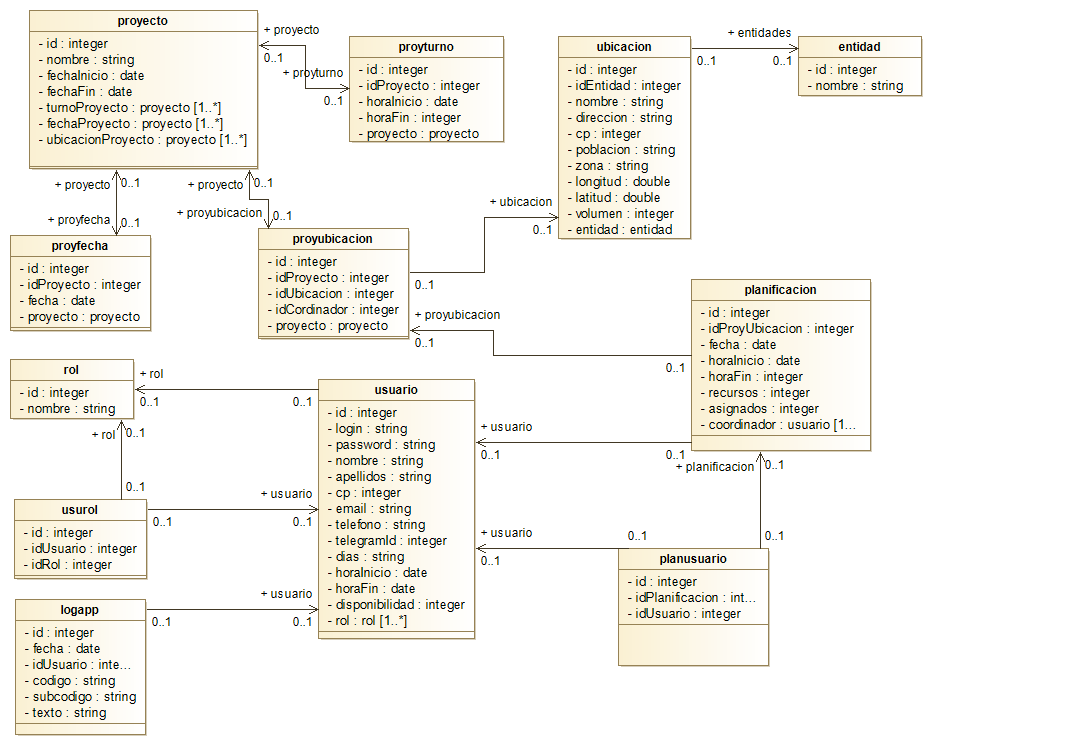 proyecto
- id : integer
- nombre : string
- fechaInicio : date
- fechaFin : date
- turnoProyecto : proyecto [1..*]
- fechaProyecto : proyecto [1..*]
- ubicacionProyecto : proyecto [1..*]
+ proyecto
0..1
+ proyturno
0..1
proyturno
- id : integer
- idProyecto : integer
- horaInicio : date
- horaFin : integer
- proyecto : proyecto
ubicacion
- id : integer
- idEntidad : integer
- nombre : string
- direccion : string
- cp : integer
- poblacion : string
- zona : string
- longitud : double
- latitud : double
- volumen : integer
- entidad : entidad
+ entidades
0..1
0..1
entidad
- id : integer
- nombre : string
+ proyecto
0..1
+ proyfecha
0..1
+ proyecto
0..1
+ proyubicacion
0..1
proyfecha
- id : integer
- idProyecto : integer
- fecha : date
- proyecto : proyecto
proyubicacion
- id : integer
- idProyecto : integer
- idUbicacion : integer
- idCordinador : integer
- proyecto : proyecto
+ ubicacion
0..1
0..1
+ proyubicacion
0..1
0..1
planificacion
- id : integer
- idProyUbicacion : integer
- fecha : date
- horaInicio : date
- horaFin : integer
- recursos : integer
- asignados : integer
- coordinador : usuario [1...
rol
- id : integer
- nombre : string
+ rol
0..1
0..1
+ rol
0..1
0..1
usuario
- id : integer
- login : string
- password : string
- nombre : string
- apellidos : string
- cp : integer
- email : string
- telefono : string
- telegramId : integer
- dias : string
- horaInicio : date
- horaFin : date
- disponibilidad : integer
- rol : rol [1..*]
+ usuario
0..1
0..1
+ planificacion
0..1
0..1
usurol
- id : integer
- idUsuario : integer
- idRol : integer
+ usuario
0..1
0..1
+ usuario
0..1
0..1
planusuario
- id : integer
- idPlanificacion : int...
- idUsuario : integer
logapp
- id : integer
- fecha : date
- idUsuario : inte...
- codigo : string
- subcodigo : string
- texto : string
+ usuario
0..1
0..1